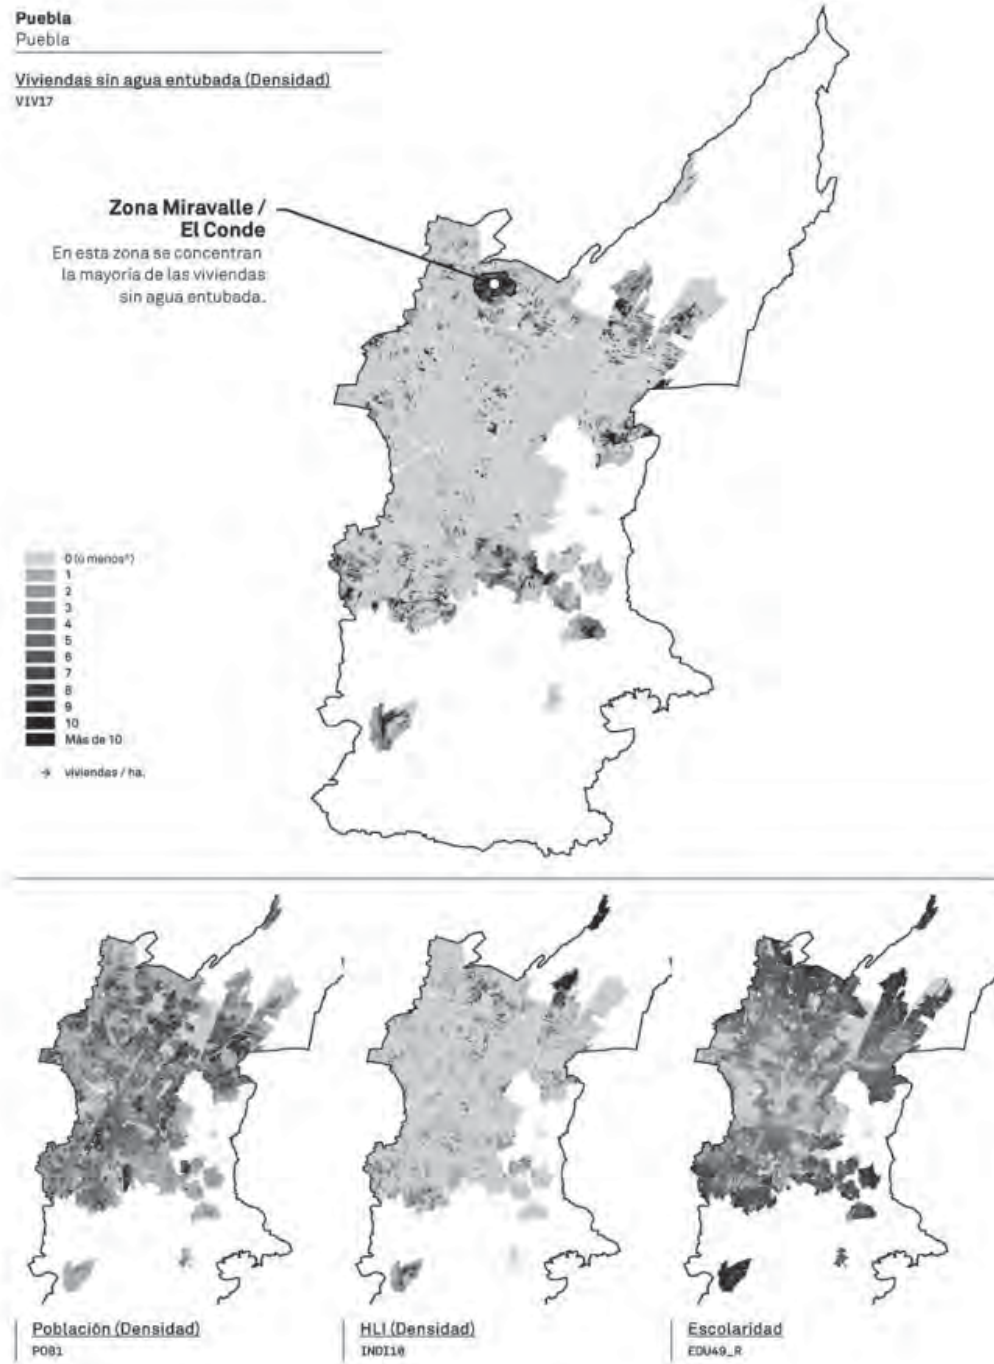 Puebla
Puebla
Viviendas sin agua entubada (Densidad)
VIV17
Zona Miravalle /
El Conde
En esta zona se concentran
la mayoría de las viviendas
sin agua entubada.
0 (ó menos*)
1
2
3
4
5
6
7
8
9
10
Más de 10
→ viviendas / ha.
Población (Densidad)
POB1
HLI (Densidad)
INDI10
Escolaridad
EDU49_R